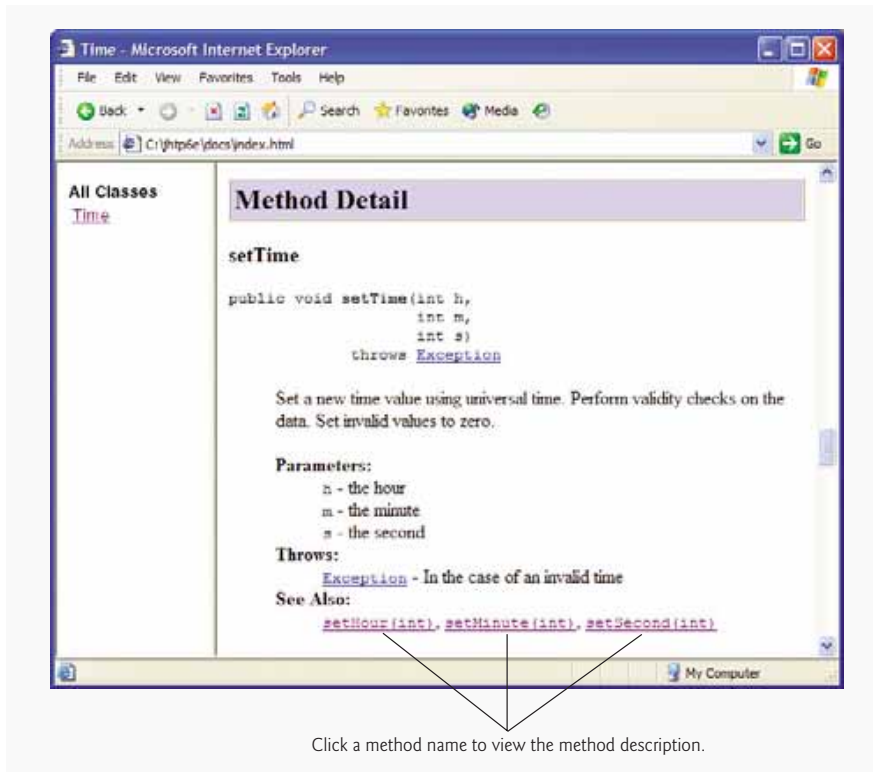 Time - Microsoft Internet Explorer
File Edit View Favorites Tools Help
Back Search Favorites Media
Address C:\jhtp6e\docs\index.html Go
All Classes
Time
Method Detail
setTime
public void setTime(int h,
int m,
int s)
throws Exception
Set a new time value using universal time. Perform validity checks on the
data. Set invalid values to zero.
Parameters:
h - the hour
m - the minute
s - the second
Throws:
Exception - In the case of an invalid time
See Also:
setHour(int), setMinute(int), setSecond(int)
My Computer
Click a method name to view the method description.